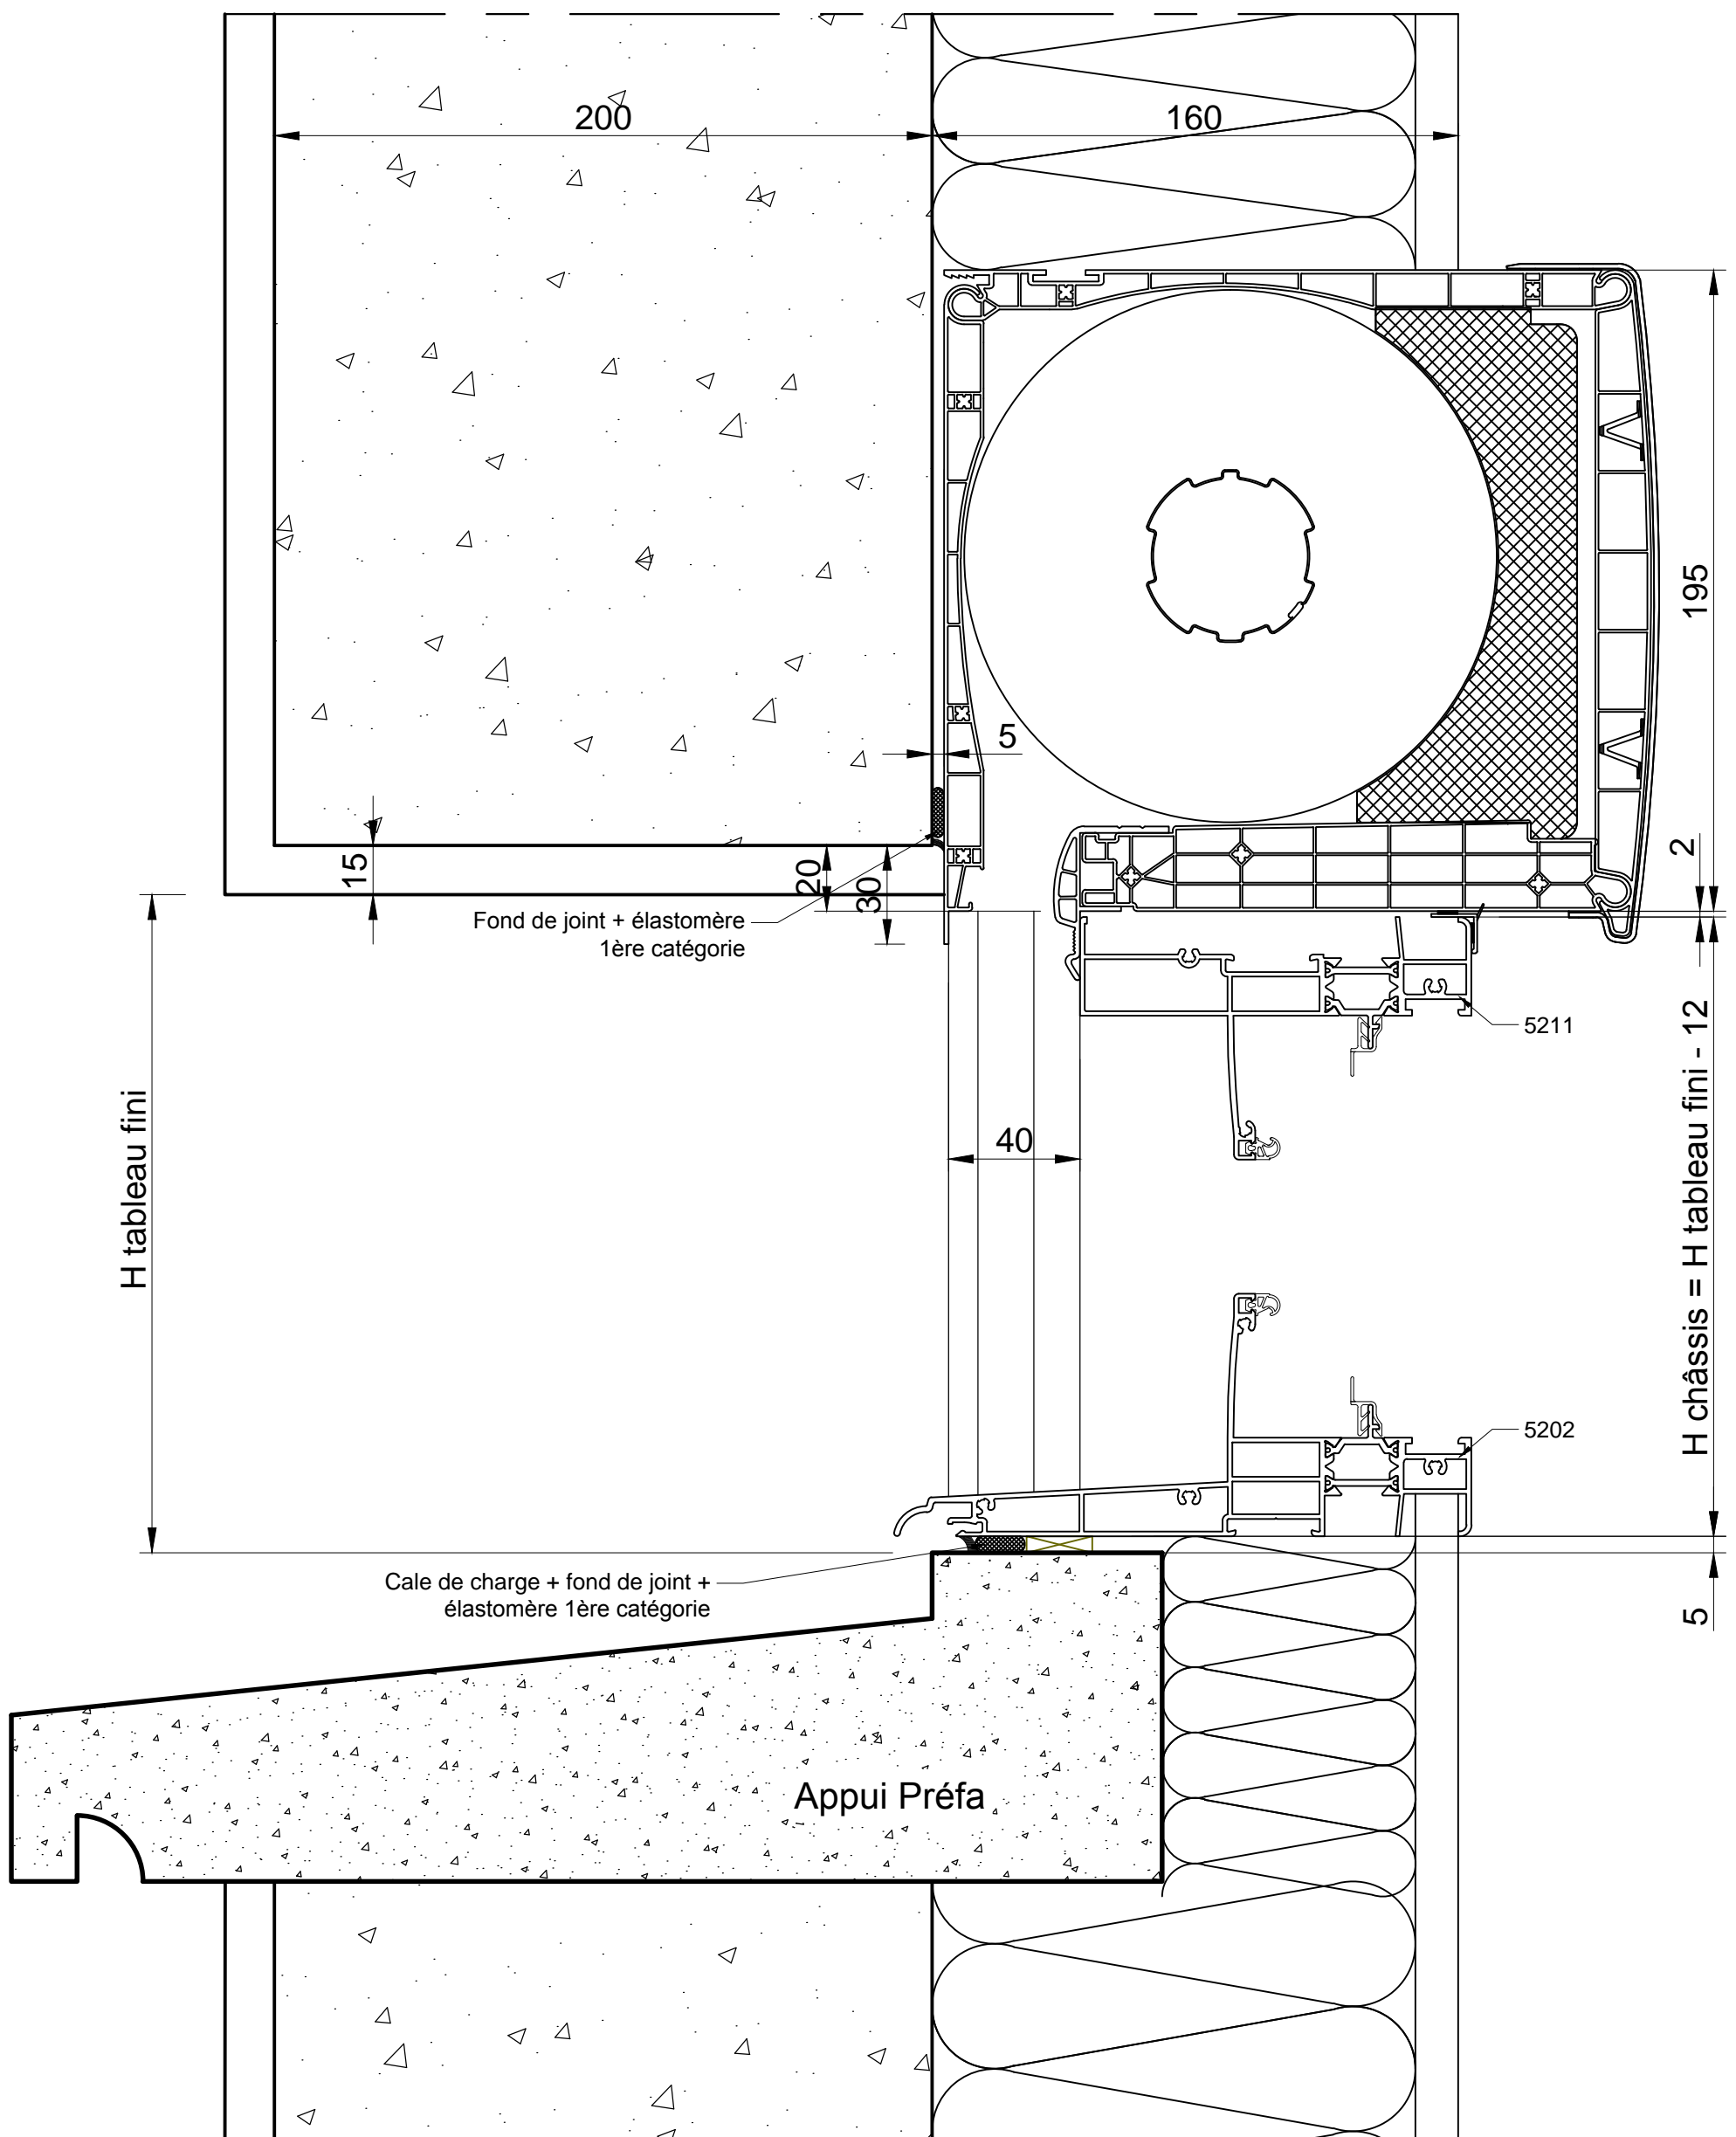 200
160
195
5
15
20
30
2
Fond de joint + élastomère
1ère catégorie
5211
H châssis = H tableau fini - 12
H tableau fini
40
5202
Cale de charge + fond de joint +
élastomère 1ère catégorie
5
Appui Préfa